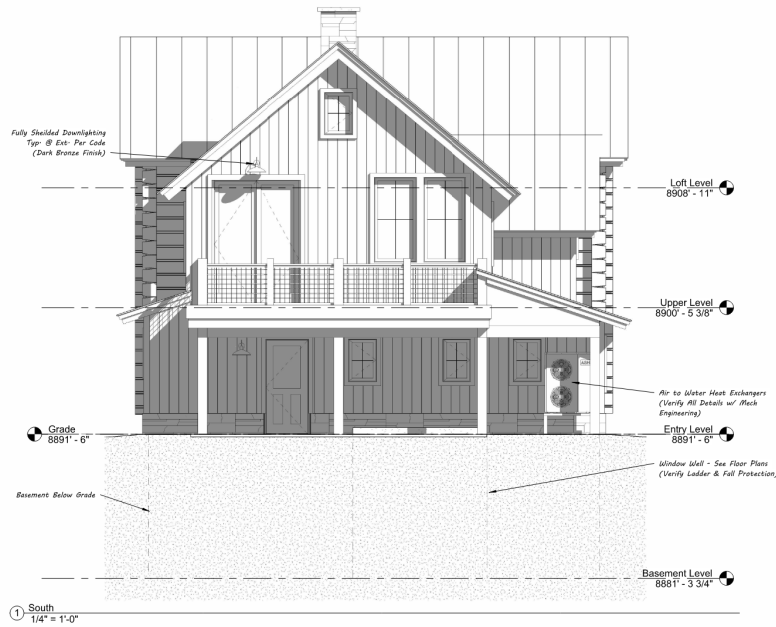 Fully Sheilded Downlighting
Typ. @ Ext. Per Code
(Dark Bronze Finish)
Loft Level
8908' - 11"
Upper Level
8900' - 5 3/8"
Air to Water Heat Exchangers
(Verify All Details w/ Mech
Engineering)
Grade
8891' - 6"
Entry Level
8891' - 6"
Window Well - See Floor Plans
(Verify Ladder & Fall Protection)
Basement Below Grade
Basement Level
8881' - 3 3/4"
1
South
1/4" = 1'-0"